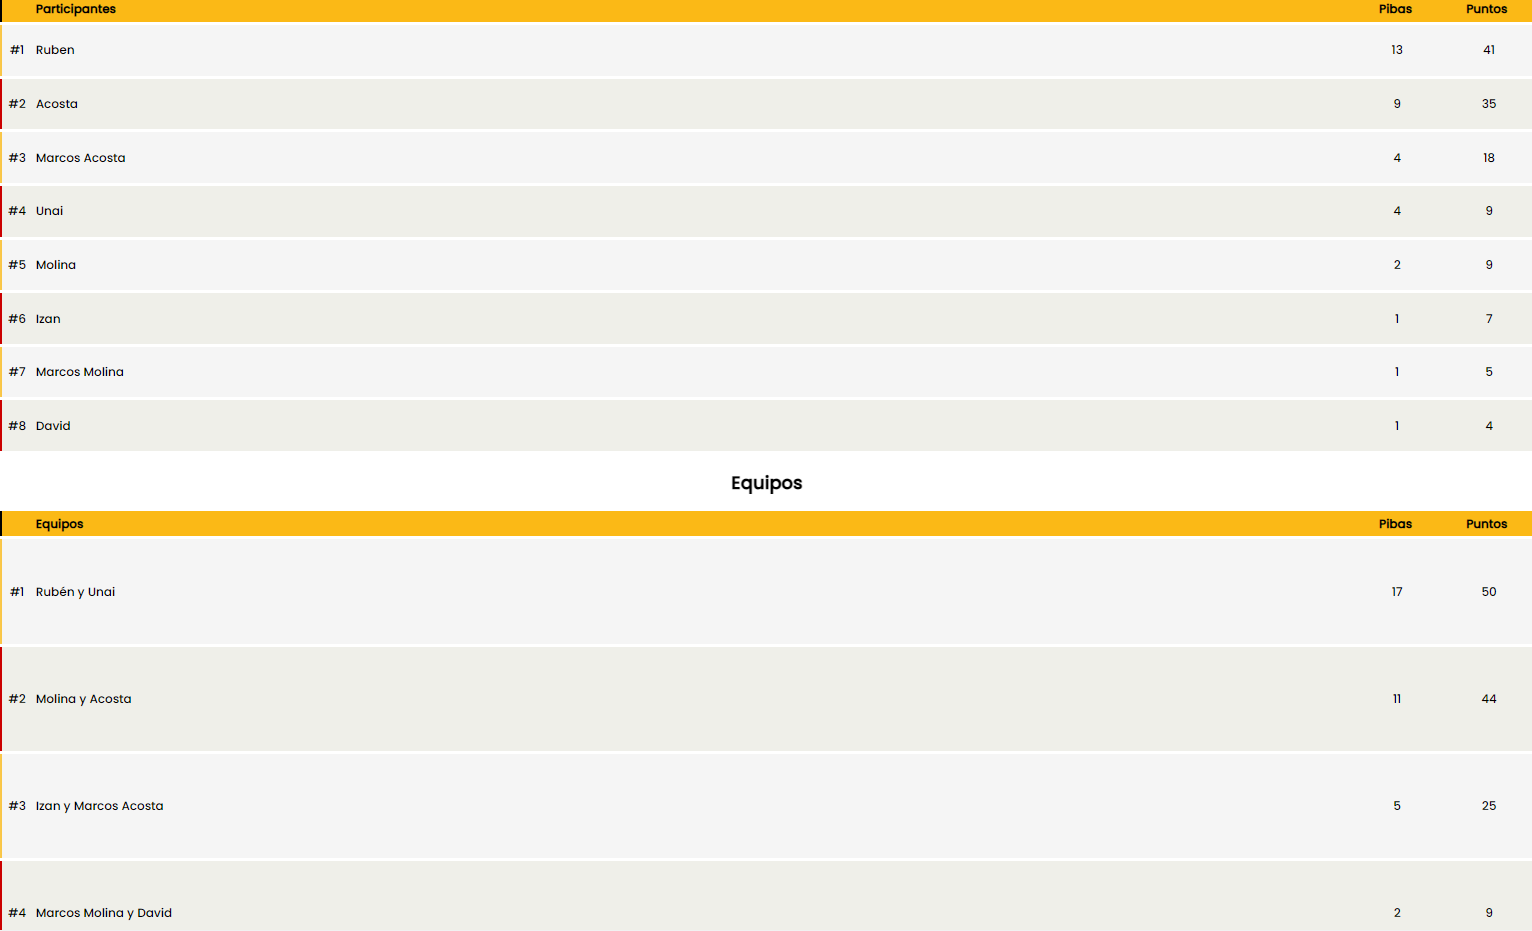 Participantes Pibas Puntos
#1 Ruben 13 41
#2 Acosta 9 35
#3 Marcos Acosta 4 18
#4 Unai 4 9
#5 Molina 2 9
#6 Izan 1 7
#7 Marcos Molina 1 5
#8 David 1 4
Equipos
Equipos Pibas Puntos
#1 Rubén y Unai 17 50
#2 Molina y Acosta 11 44
#3 Izan y Marcos Acosta 5 25
#4 Marcos Molina y David 2 9